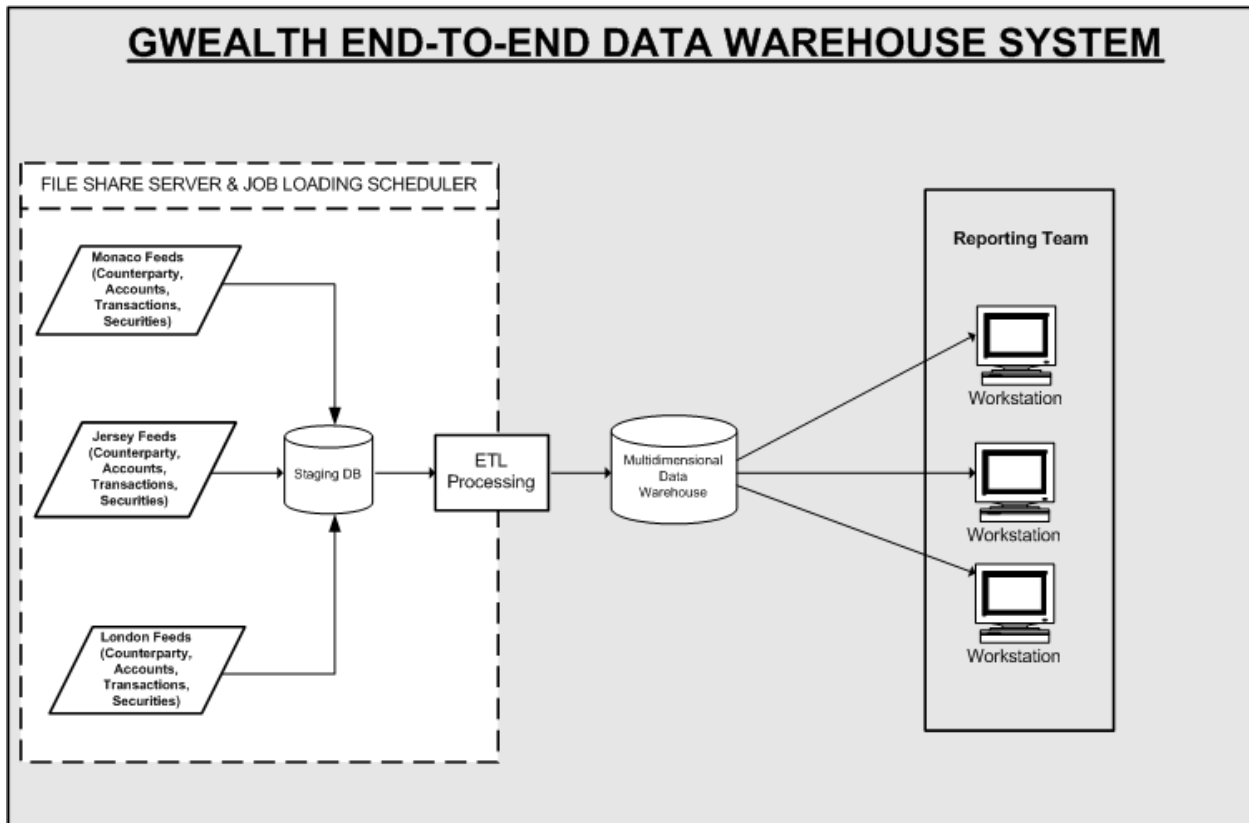 GWEALTH END-TO-END DATA WAREHOUSE SYSTEM
FILE SHARE SERVER & JOB LOADING SCHEDULER
Monaco Feeds
(Counterparty,
Accounts,
Transactions,
Securities)
Jersey Feeds
(Counterparty,
Accounts,
Transactions,
Securities)
London Feeds
(Counterparty,
Accounts,
Transactions,
Securities)
Staging DB
ETL
Processing
Multidimensional
Data
Warehouse
Reporting Team
Workstation
Workstation
Workstation